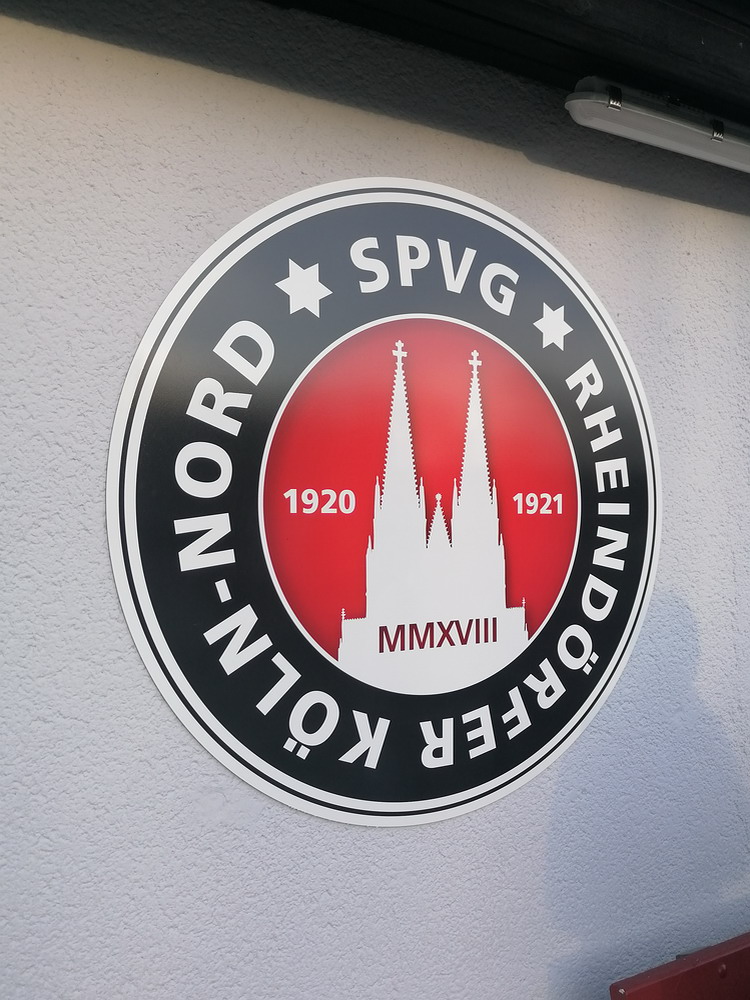 SPVG
RHEINDÖRFER KÖLN-NORD
1920
1921
MMXVIII